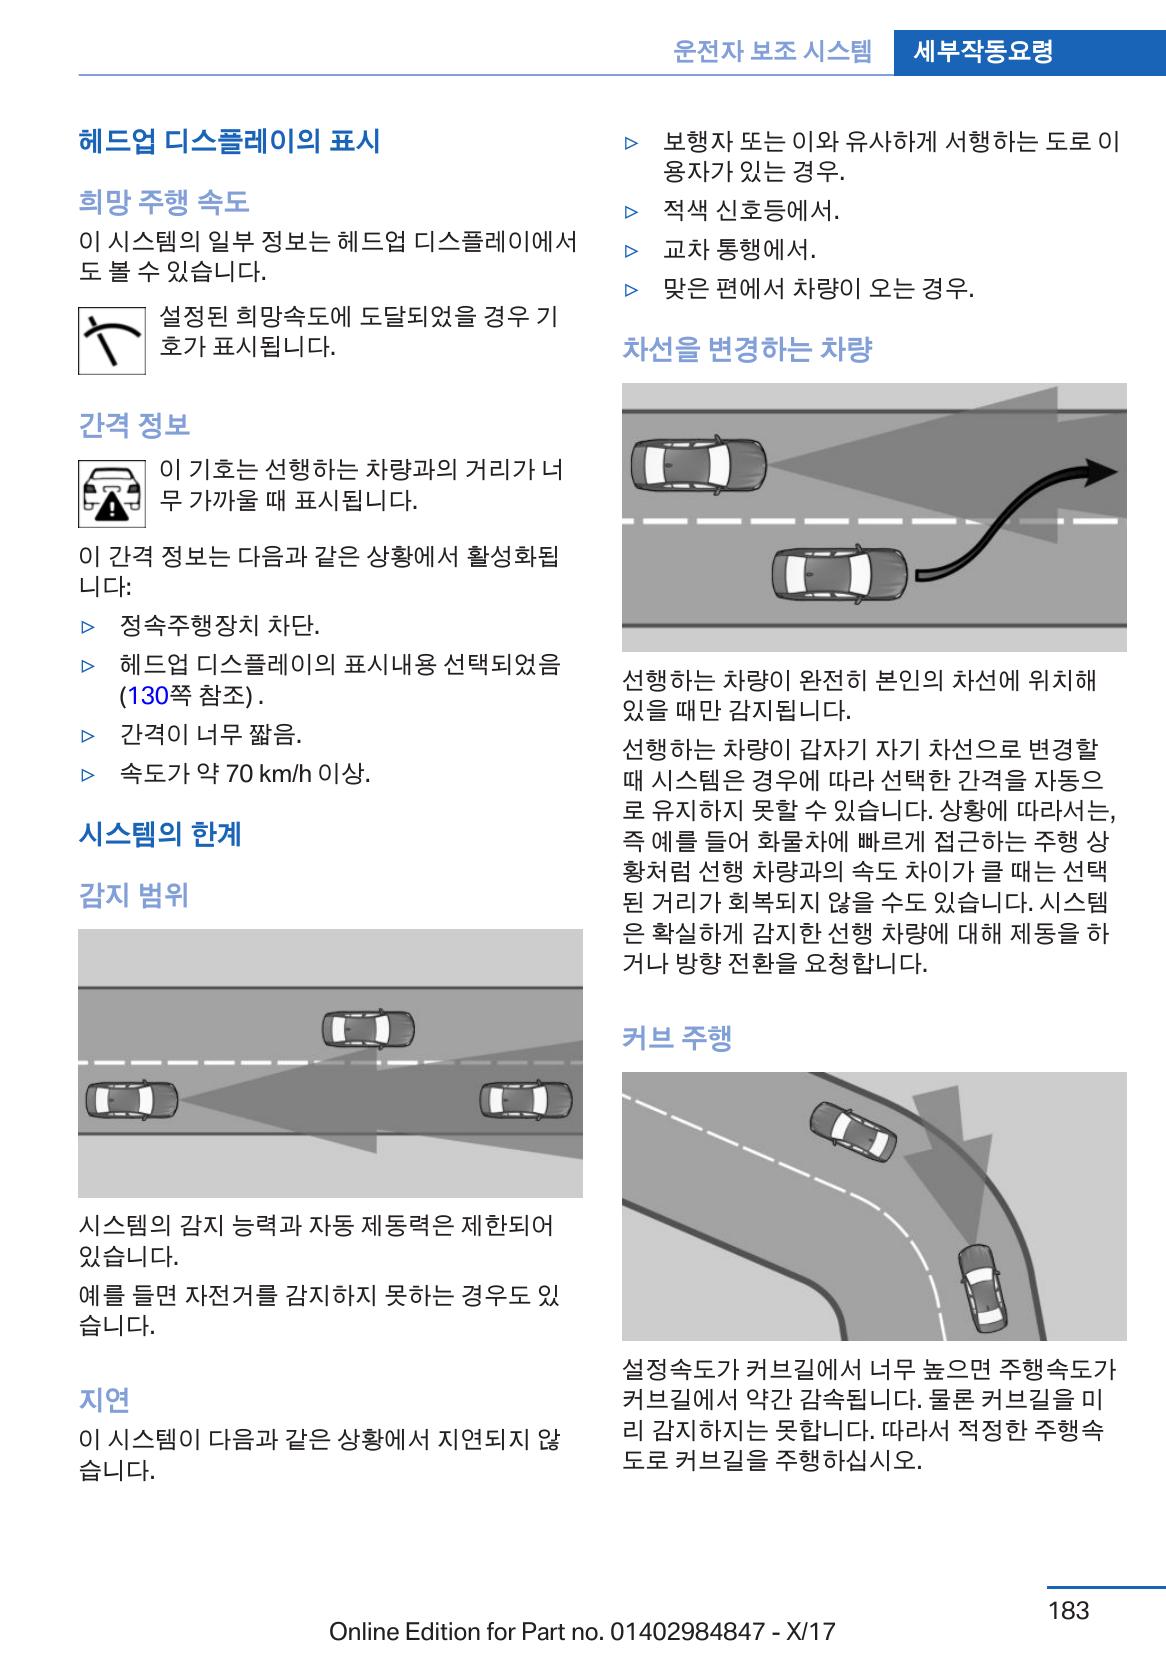 운전자 보조 시스템
세부작동요령
헤드업 디스플레이의 표시
희망 주행 속도
이 시스템의 일부 정보는 헤드업 디스플레이에서
도 볼 수 있습니다.
설정된 희망속도에 도달되었을 경우 기
호가 표시됩니다.
간격 정보
이 기호는 선행하는 차량과의 거리가 너
무 가까울 때 표시됩니다.
이 간격 정보는 다음과 같은 상황에서 활성화됩
니다:
▷ 정속주행장치 차단.
▷ 헤드업 디스플레이의 표시내용 선택되었음
(130쪽 참조) .
▷ 간격이 너무 짧음.
▷ 속도가 약 70 km/h 이상.
시스템의 한계
감지 범위
시스템의 감지 능력과 자동 제동력은 제한되어
있습니다.
예를 들면 자전거를 감지하지 못하는 경우도 있
습니다.
지연
이 시스템이 다음과 같은 상황에서 지연되지 않
습니다.
▷ 보행자 또는 이와 유사하게 서행하는 도로 이
용자가 있는 경우.
▷ 적색 신호등에서.
▷ 교차 통행에서.
▷ 맞은 편에서 차량이 오는 경우.
차선을 변경하는 차량
선행하는 차량이 완전히 본인의 차선에 위치해
있을 때만 감지됩니다.
선행하는 차량이 갑자기 자기 차선으로 변경할
때 시스템은 경우에 따라 선택한 간격을 자동으
로 유지하지 못할 수 있습니다. 상황에 따라서는,
즉 예를 들어 화물차에 빠르게 접근하는 주행 상
황처럼 선행 차량과의 속도 차이가 클 때는 선택
된 거리가 회복되지 않을 수도 있습니다. 시스템
은 확실하게 감지한 선행 차량에 대해 제동을 하
거나 방향 전환을 요청합니다.
커브 주행
설정속도가 커브길에서 너무 높으면 주행속도가
커브길에서 약간 감속됩니다. 물론 커브길을 미
리 감지하지는 못합니다. 따라서 적정한 주행속
도로 커브길을 주행하십시오.
183
Online Edition for Part no. 01402984847 - X/17